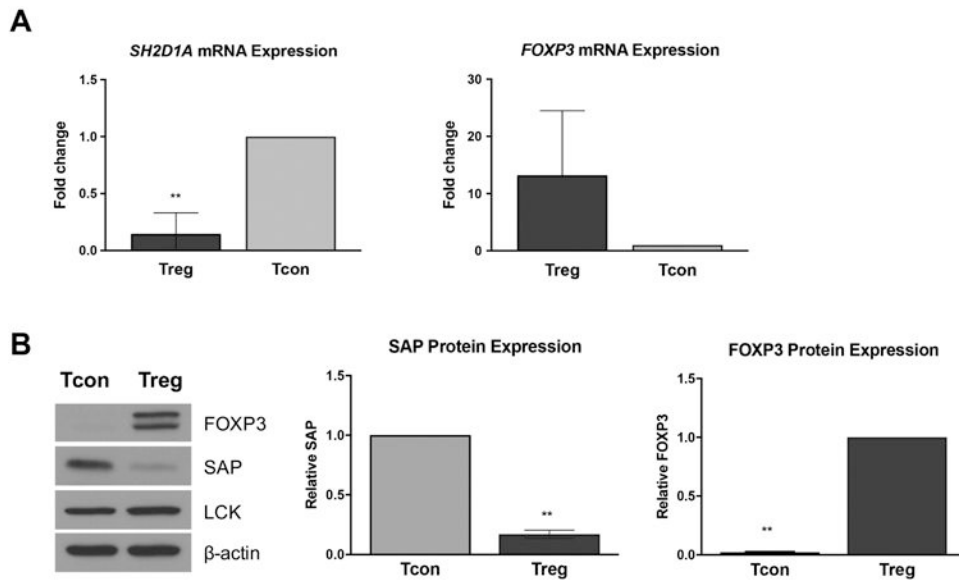 A
SH2D1A mRNA Expression
Fold change
1.5
1.0
0.5
0.0
**
Treg
Tcon
FOXP3 mRNA Expression
Fold change
30
20
10
0
Treg
Tcon
B
Tcon
Treg
FOXP3
SAP
LCK
β-actin
SAP Protein Expression
Relative SAP
1.5
1.0
0.5
0.0
**
Tcon
Treg
FOXP3 Protein Expression
Relative FOXP3
1.5
1.0
0.5
0.0
**
Tcon
Treg